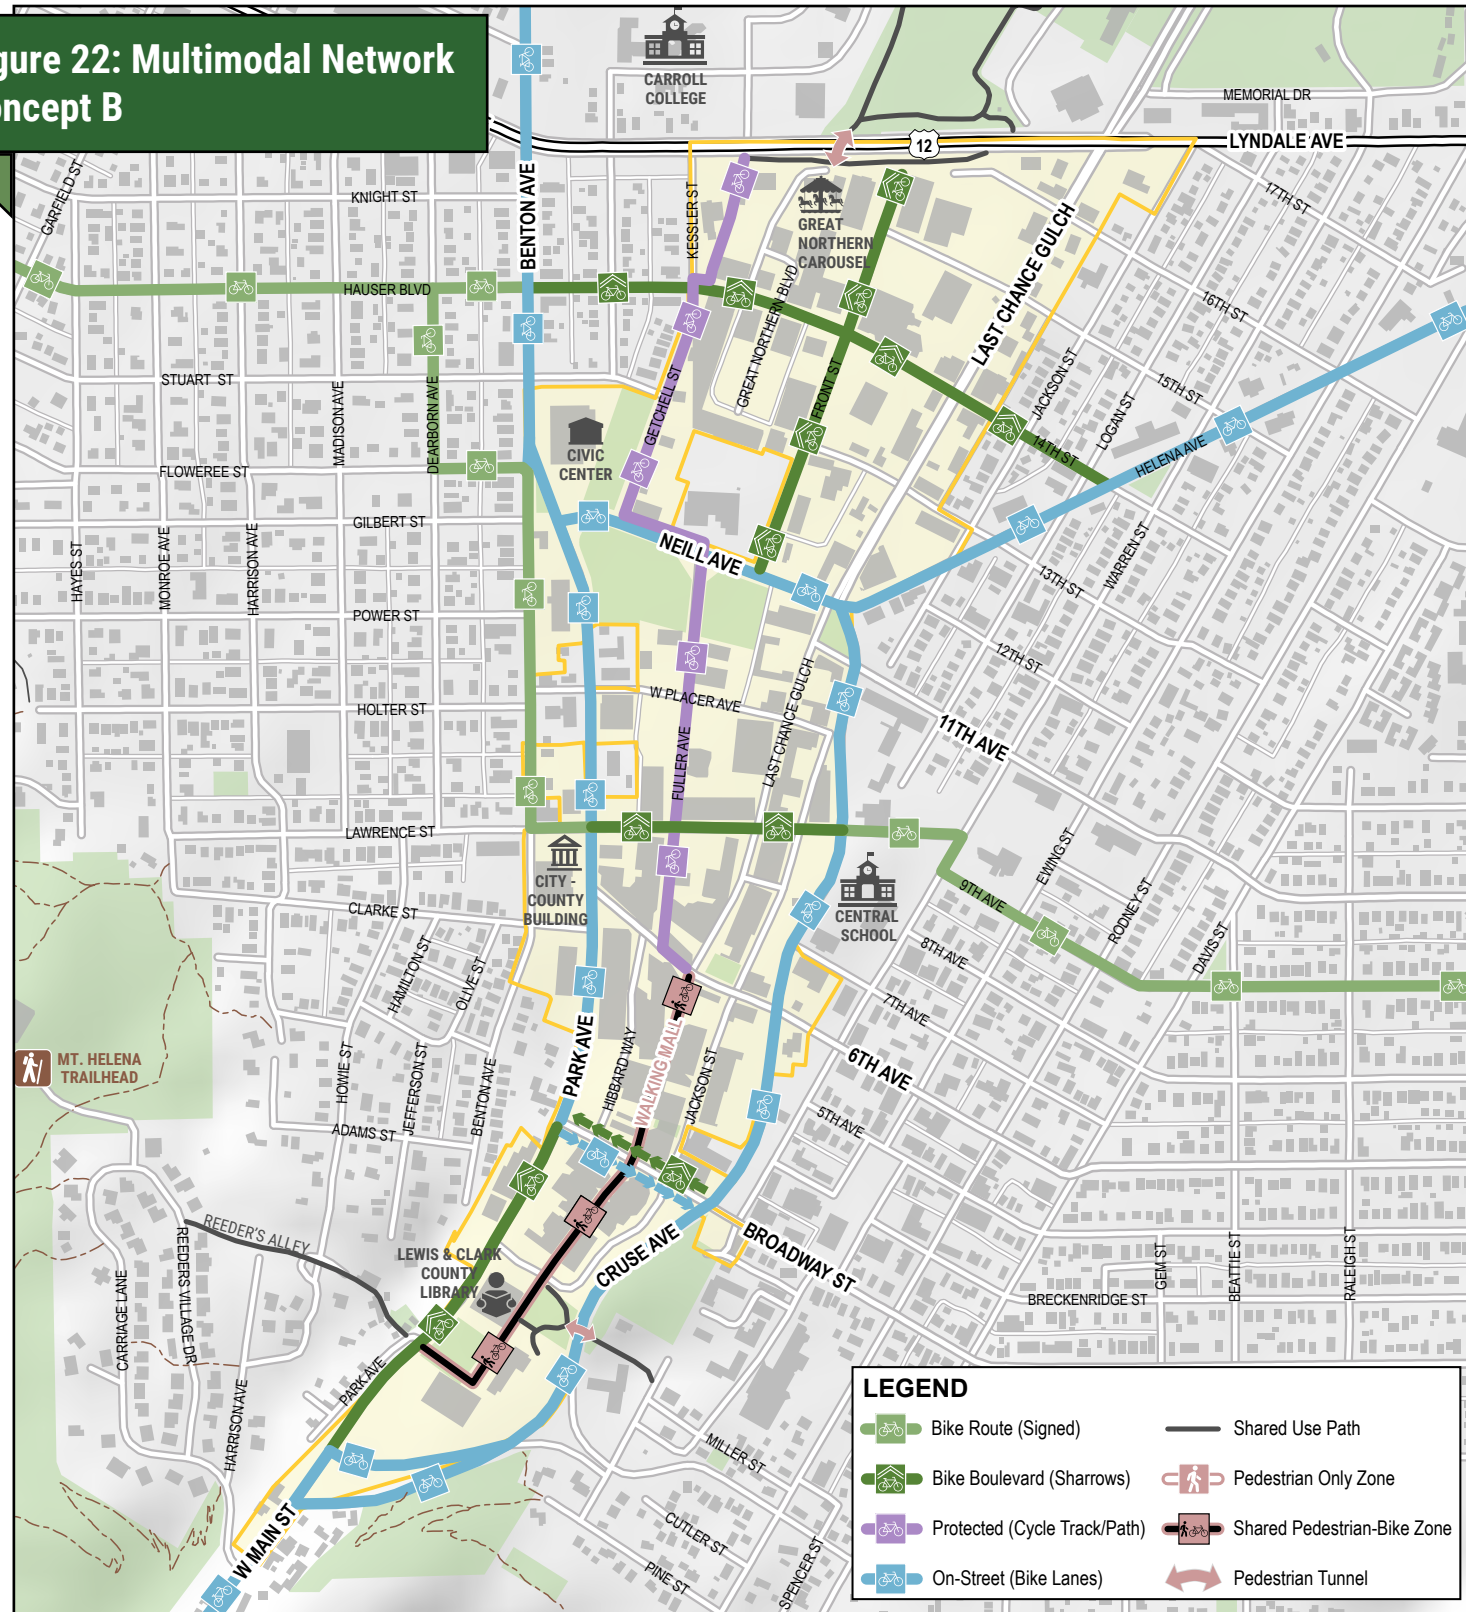 gure 22: Multimodal Network
oncept B
CARROLL
COLLEGE
MEMORIAL DR
LYNDALE AVE
12
GARFIELD ST
KNIGHT ST
BENTON AVE
KESSLER ST
GREAT
NORTHERN
CAROUSEL
LAST CHANCE GULCH
17TH ST
16TH ST
15TH ST
HAUSER BLVD
GREAT NORTHERN BLVD
STUART ST
MADISON AVE
DEARBORN AVE
GETCHELL ST
FRONT ST
JACKSON ST
LOGAN ST
14TH ST
HELENA AVE
CIVIC
CENTER
FLOWEREE ST
GILBERT ST
NEILL AVE
HAYES ST
MONROE AVE
HARRISON AVE
WARREN ST
13TH ST
POWER ST
12TH ST
W PLACER AVE
HOLTER ST
LAST CHANCE GULCH
11TH AVE
FULLER AVE
LAWRENCE ST
CITY -
COUNTY
BUILDING
CENTRAL
SCHOOL
EWING ST
9TH AVE
RODNEY ST
DAVIS ST
CLARKE ST
8TH AVE
HAMILTON ST
OLIVE ST
7TH AVE
MT. HELENA
TRAILHEAD
HOWIE ST
JEFFERSON ST
BENTON AVE
PARK AVE
HIBBARD WAY
WALKING MALL
JACKSON ST
6TH AVE
5TH AVE
ADAMS ST
REEDER'S ALLEY
REEDERS VILLAGE DR
CARRIAGE LANE
LEWIS & CLARK
COUNTY
LIBRARY
CRUSE AVE
BROADWAY ST
GEM ST
BEATTIE ST
RALEIGH ST
BRECKENRIDGE ST
PARK AVE
HARRISON AVE
MILLER ST
CUTLER ST
PINE ST
SPENCER ST
W MAIN ST
LEGEND
Bike Route (Signed)
Bike Boulevard (Sharrows)
Protected (Cycle Track/Path)
On-Street (Bike Lanes)
Shared Use Path
Pedestrian Only Zone
Shared Pedestrian-Bike Zone
Pedestrian Tunnel